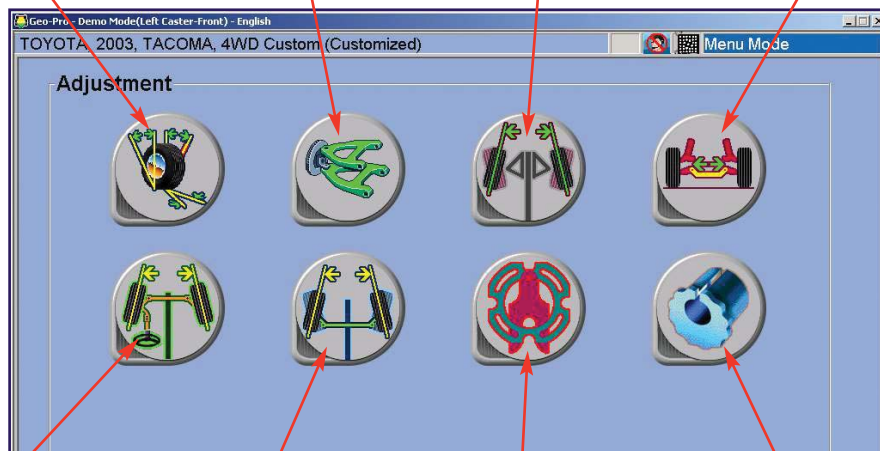 Geo-Pro - Demo Mode(Left Caster-Front) - English
TOYOTA, 2003, TACOMA, 4WD Custom (Customized)
Menu Mode
Adjustment